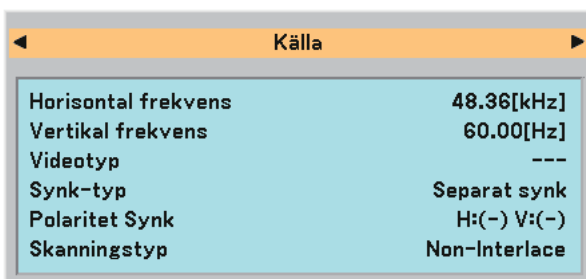 Källa
Horisontal frekvens 48.36[kHz]
Vertikal frekvens 60.00[Hz]
Videotyp ---
Synk-typ Separat synk
Polaritet Synk H:(-) V:(-)
Skanningstyp Non-Interlace